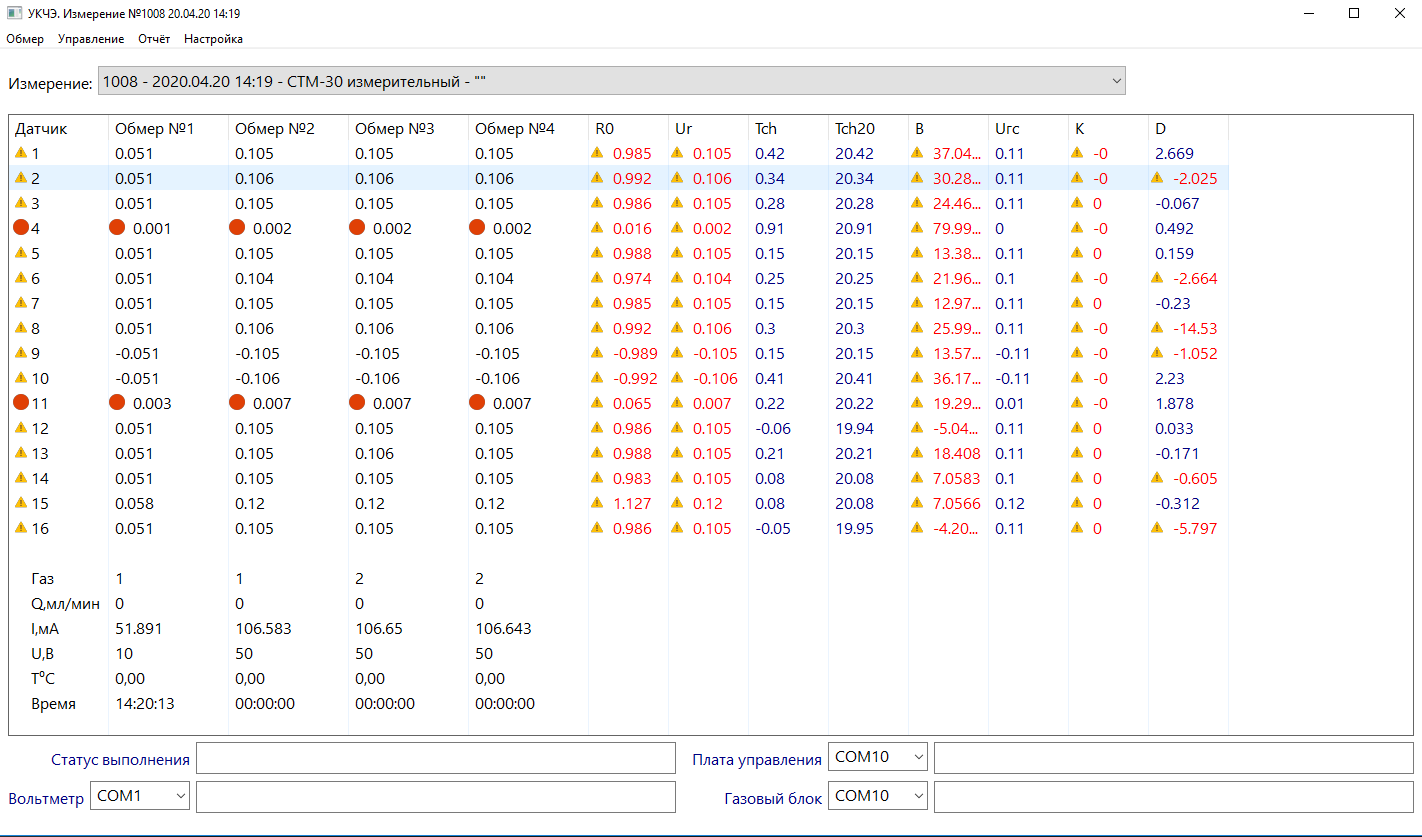 УКЧЭ. Измерение №1008 20.04.20 14:19
Обмер Управление Отчёт Настройка
Измерение: 1008 - 2020.04.20 14:19 - СТМ-30 измерительный - ""
Датчик Обмер №1 Обмер №2 Обмер №3 Обмер №4 R0 Ur Tch Tch20 B Urc K D
1 0.051 0.105 0.105 0.105 0.985 0.105 0.42 20.42 37.04... 0.11 -0 2.669
2 0.051 0.106 0.106 0.106 0.992 0.106 0.34 20.34 30.28... 0.11 -0 -2.025
3 0.051 0.105 0.105 0.105 0.986 0.105 0.28 20.28 24.46... 0.11 0 -0.067
4 0.001 0.002 0.002 0.002 0.016 0.002 0.91 20.91 79.99... 0 -0 0.492
5 0.051 0.105 0.105 0.105 0.988 0.105 0.15 20.15 13.38... 0.11 0 0.159
6 0.051 0.104 0.104 0.104 0.974 0.104 0.25 20.25 21.96... 0.1 -0 -2.664
7 0.051 0.105 0.105 0.105 0.985 0.105 0.15 20.15 12.97... 0.11 0 -0.23
8 0.051 0.106 0.106 0.106 0.992 0.106 0.3 20.3 25.99... 0.11 -0 -14.53
9 -0.051 -0.105 -0.105 -0.105 -0.989 -0.105 0.15 20.15 13.57... -0.11 -0 -1.052
10 -0.051 -0.106 -0.106 -0.106 -0.992 -0.106 0.41 20.41 36.17... -0.11 -0 2.23
11 0.003 0.007 0.007 0.007 0.065 0.007 0.22 20.22 19.29... 0.01 -0 1.878
12 0.051 0.105 0.105 0.105 0.986 0.105 -0.06 19.94 -5.04... 0.11 0 0.033
13 0.051 0.105 0.106 0.105 0.988 0.105 0.21 20.21 18.408 0.11 0 -0.171
14 0.051 0.105 0.105 0.105 0.983 0.105 0.08 20.08 7.0583 0.1 0 -0.605
15 0.058 0.12 0.12 0.12 1.127 0.12 0.08 20.08 7.0566 0.12 0 -0.312
16 0.051 0.105 0.105 0.105 0.986 0.105 -0.05 19.95 -4.20... 0.11 0 -5.797
Газ 1 1 2 2
Q,мл/мин 0 0 0 0
I,мА 51.891 106.583 106.65 106.643
U,В 10 50 50 50
T⁰C 0,00 0,00 0,00 0,00
Время 14:20:13 00:00:00 00:00:00 00:00:00
Статус выполнения Плата управления COM10
Вольтметр COM1 Газовый блок COM10